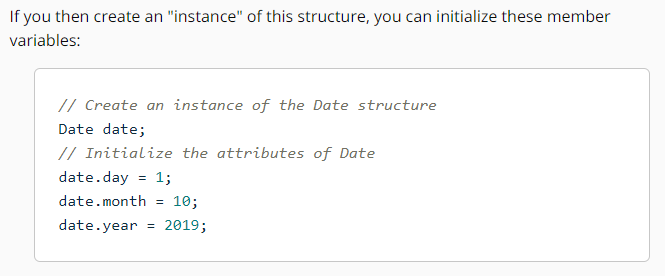 If you then create an "instance" of this structure, you can initialize these member
variables:
// Create an instance of the Date structure
Date date;
// Initialize the attributes of Date
date.day = 1;
date.month = 10;
date.year = 2019;